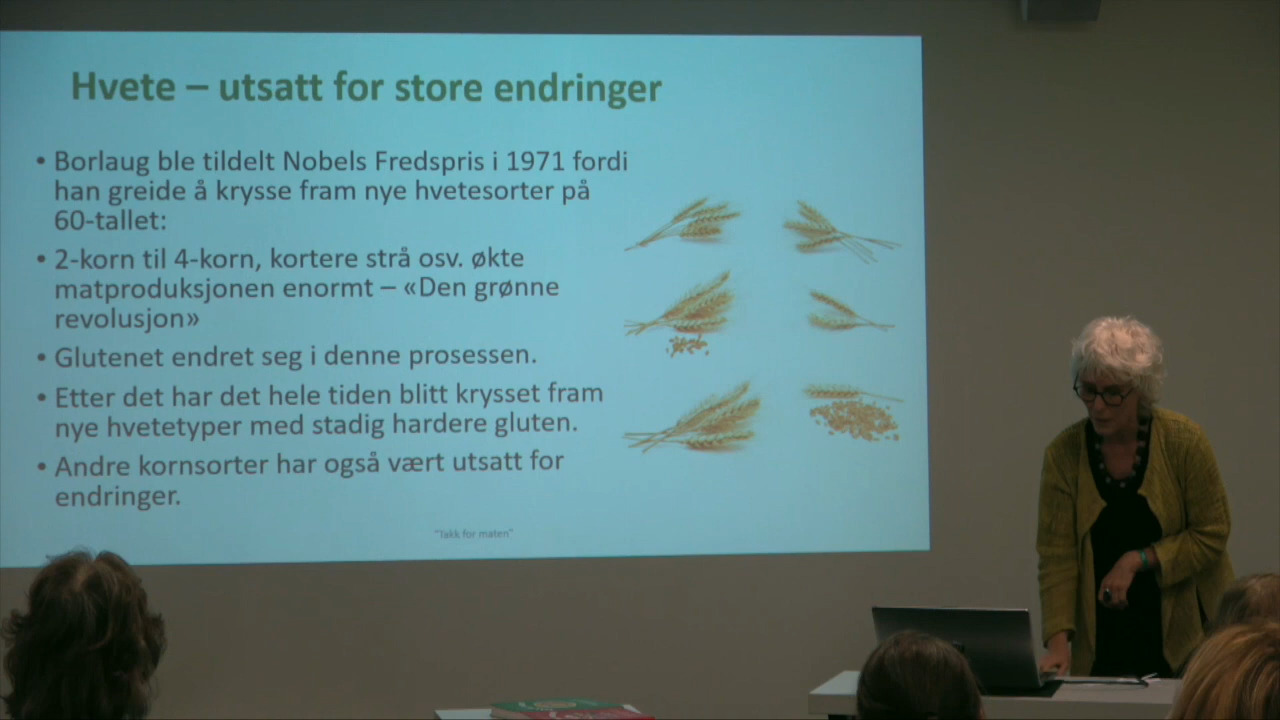 Hvete – utsatt for store endringer
• Borlaug ble tildelt Nobels Fredspris i 1971 fordi
han greide å krysse fram nye hvetesorter på
60-tallet:
• 2-korn til 4-korn, kortere strå osv. økte
matproduksjonen enormt – «Den grønne
revolusjon»
• Glutenet endret seg i denne prosessen.
• Etter det har det hele tiden blitt krysset fram
nye hvetetyper med stadig hardere gluten.
• Andre kornsorter har også vært utsatt for
endringer.
"Takk for maten"